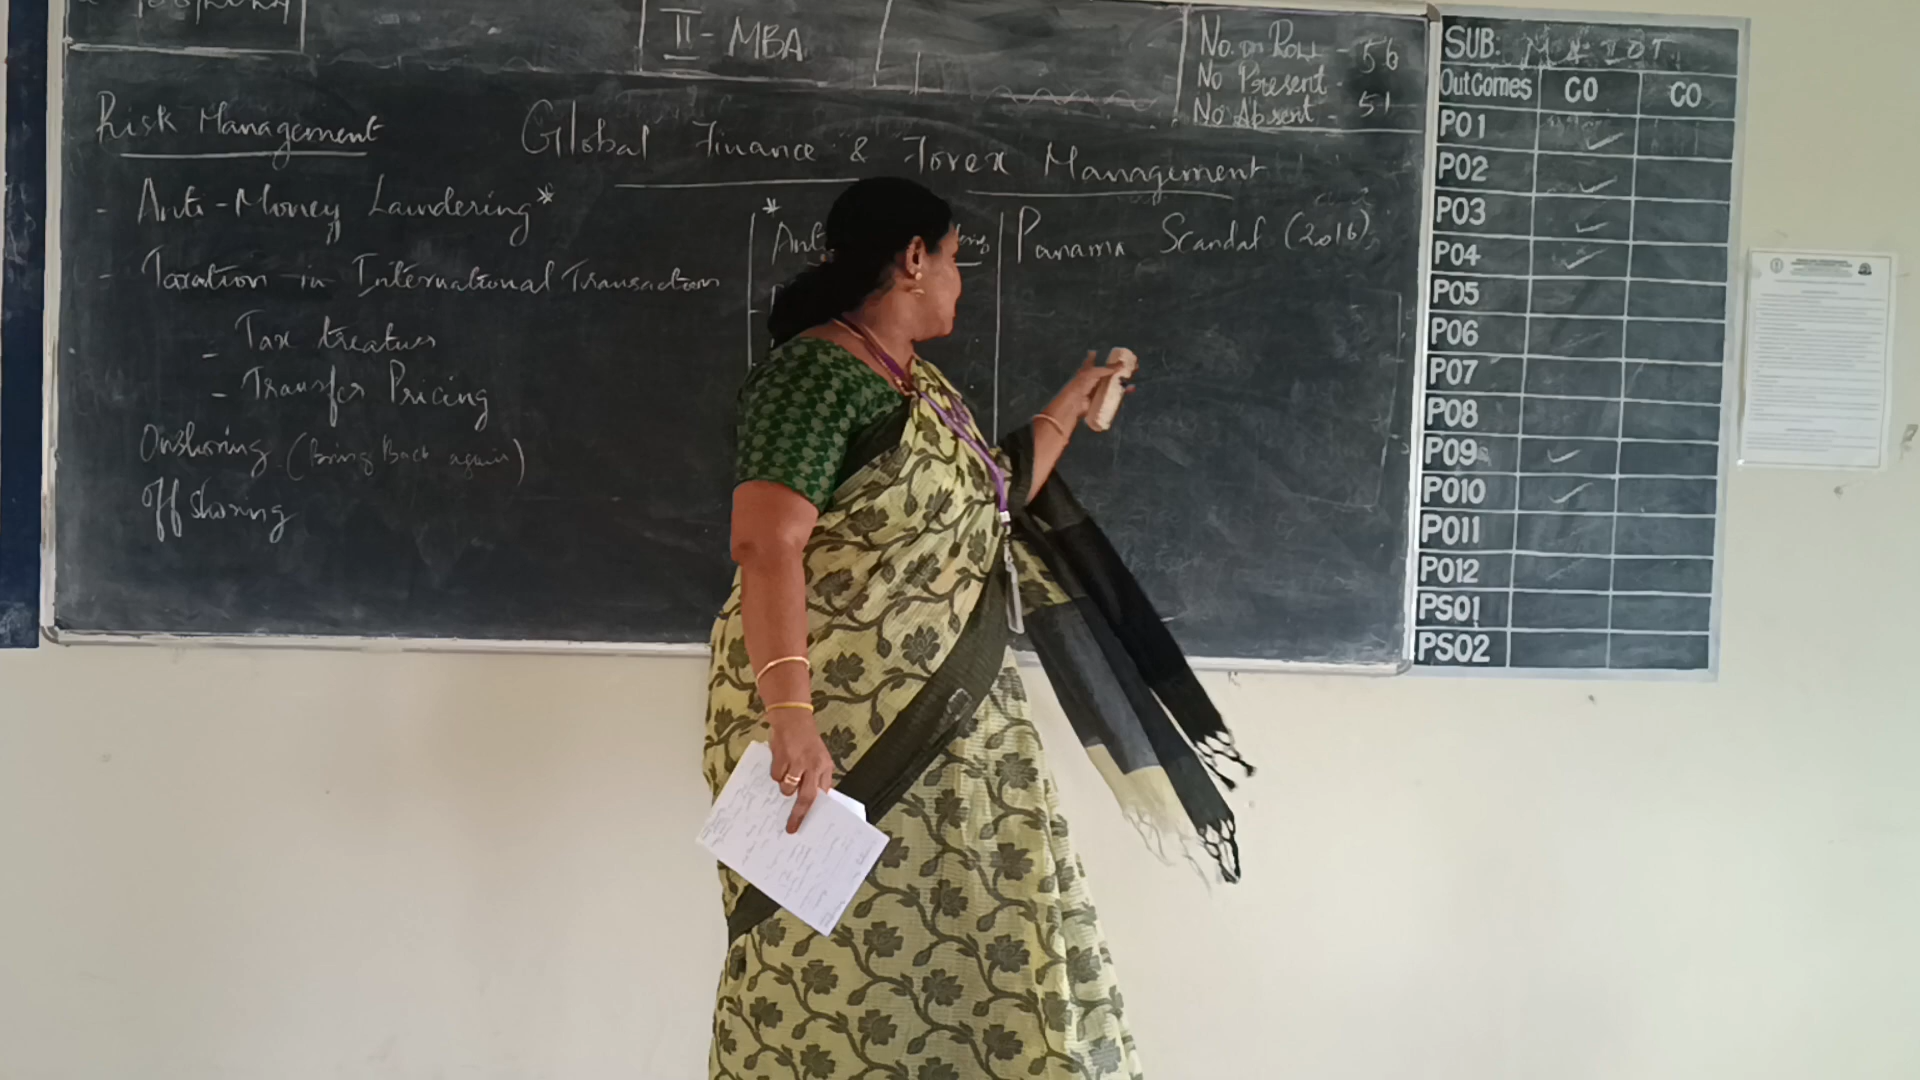 II - MBA
No. on Roll - 56
No Present -
No Absent - 51
Risk Management
Global Finance & Forex Management
- Anti-Money Laundering*
- Taxation in International Transaction
- Tax treatues
- Transfer Pricing
Onshoring (Bring Back again)
Off shoring
*
Panama Scandal (2016)
SUB:
OutComes CO CO
PO1
PO2
PO3
PO4
PO5
PO6
PO7
PO8
PO9
PO10
PO11
PO12
PSO1
PSO2